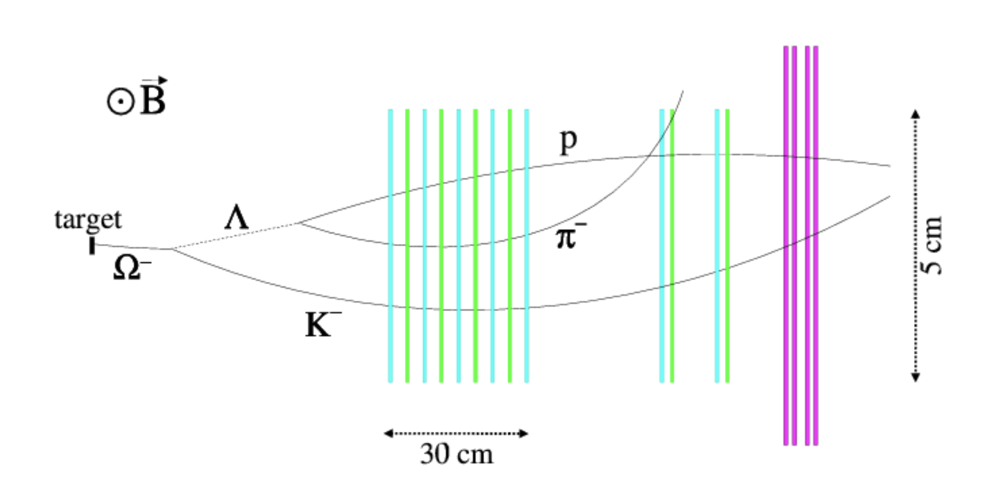 ⊙B⃗
p
target
Λ
π⁻
Ω⁻
K⁻
5 cm
30 cm